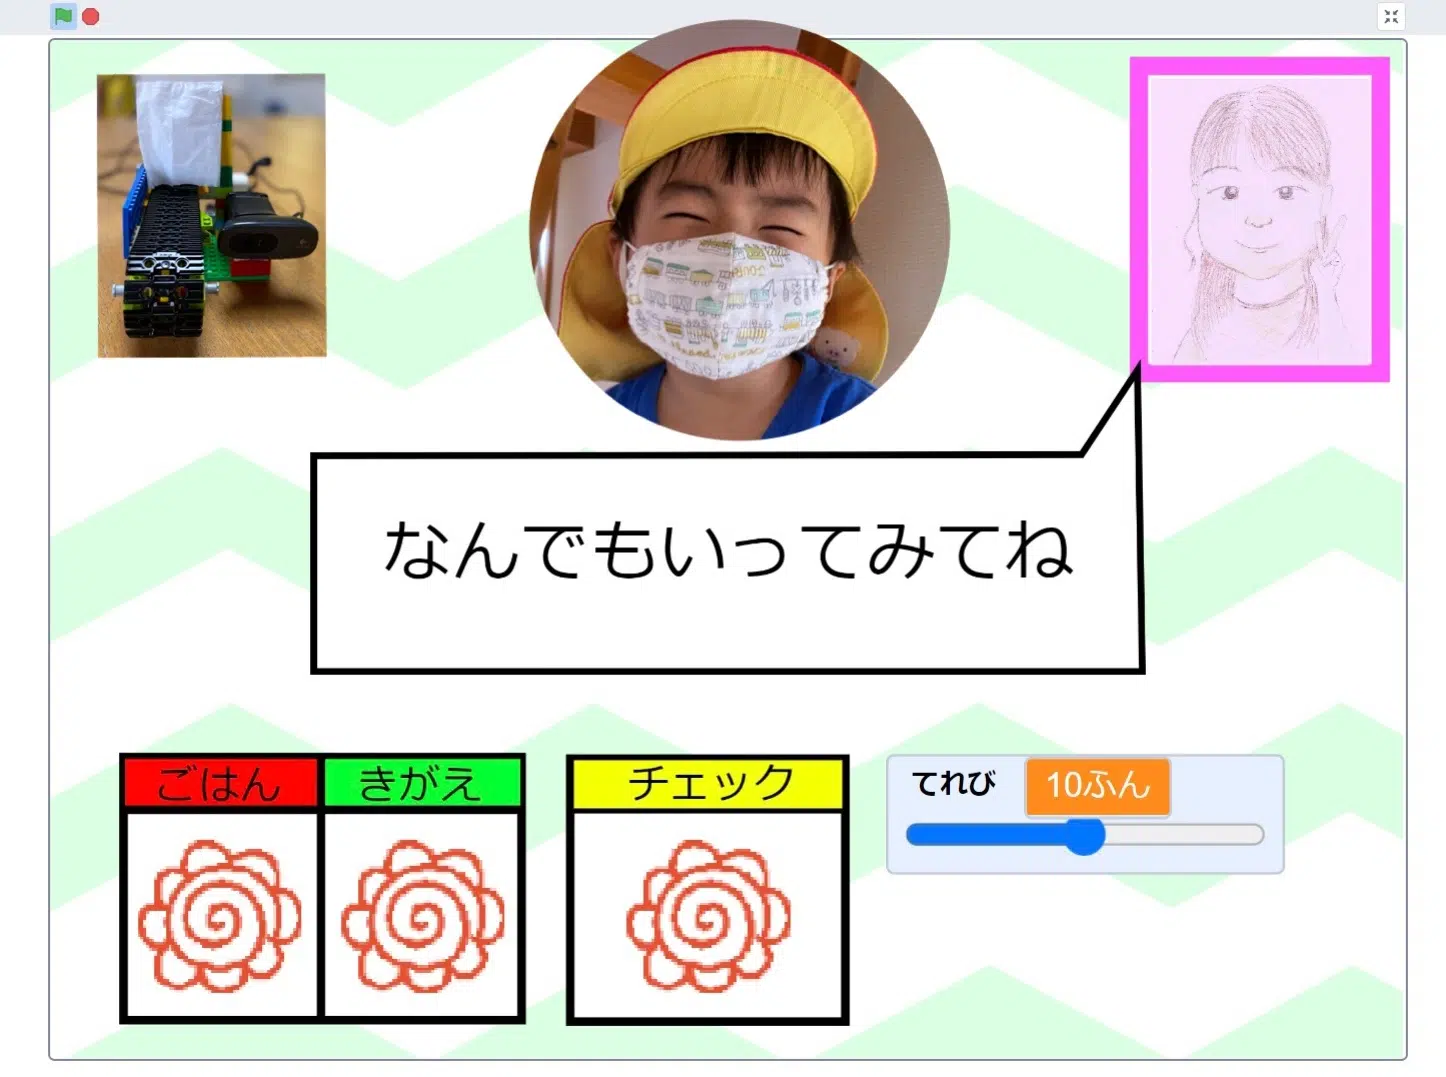 なんでもいってみてね
ごはん
きがえ
チェック
てれび
10ふん